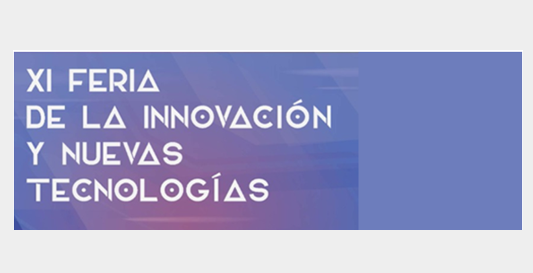 XI FERIA
DE LA INNOVACIÓN
Y NUEVAS
TECNOLOGÍAS